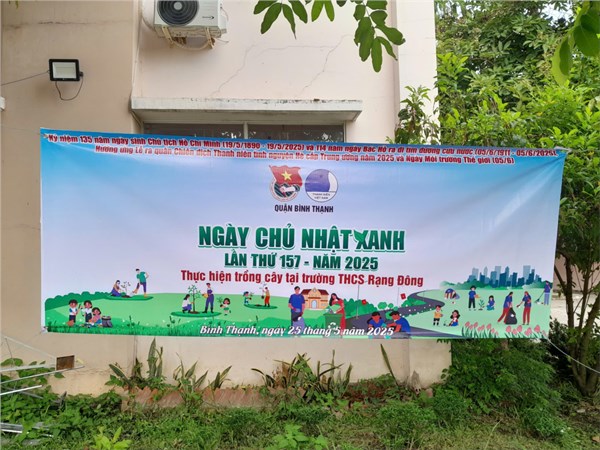 "Kỷ niệm 135 năm ngày sinh Chủ tịch Hồ Chí Minh (19/5/1890 - 19/5/2025) và 114 năm ngày Bác Hồ ra đi tìm đường cứu nước (05/6/1911 - 05/6/2025),
Hưởng ứng Lễ ra quân Chiến dịch Thanh niên tình nguyện Hè cấp Trung ương năm 2025 và Ngày Môi trường Thế giới (05/6)
QUẬN BÌNH THẠNH
NGÀY CHỦ NHẬT XANH
LẦN THỨ 157 - NĂM 2025
Thực hiện trồng cây tại trường THCS Rạng Đông
Bình Thạnh, ngày 25 tháng 5 năm 2025